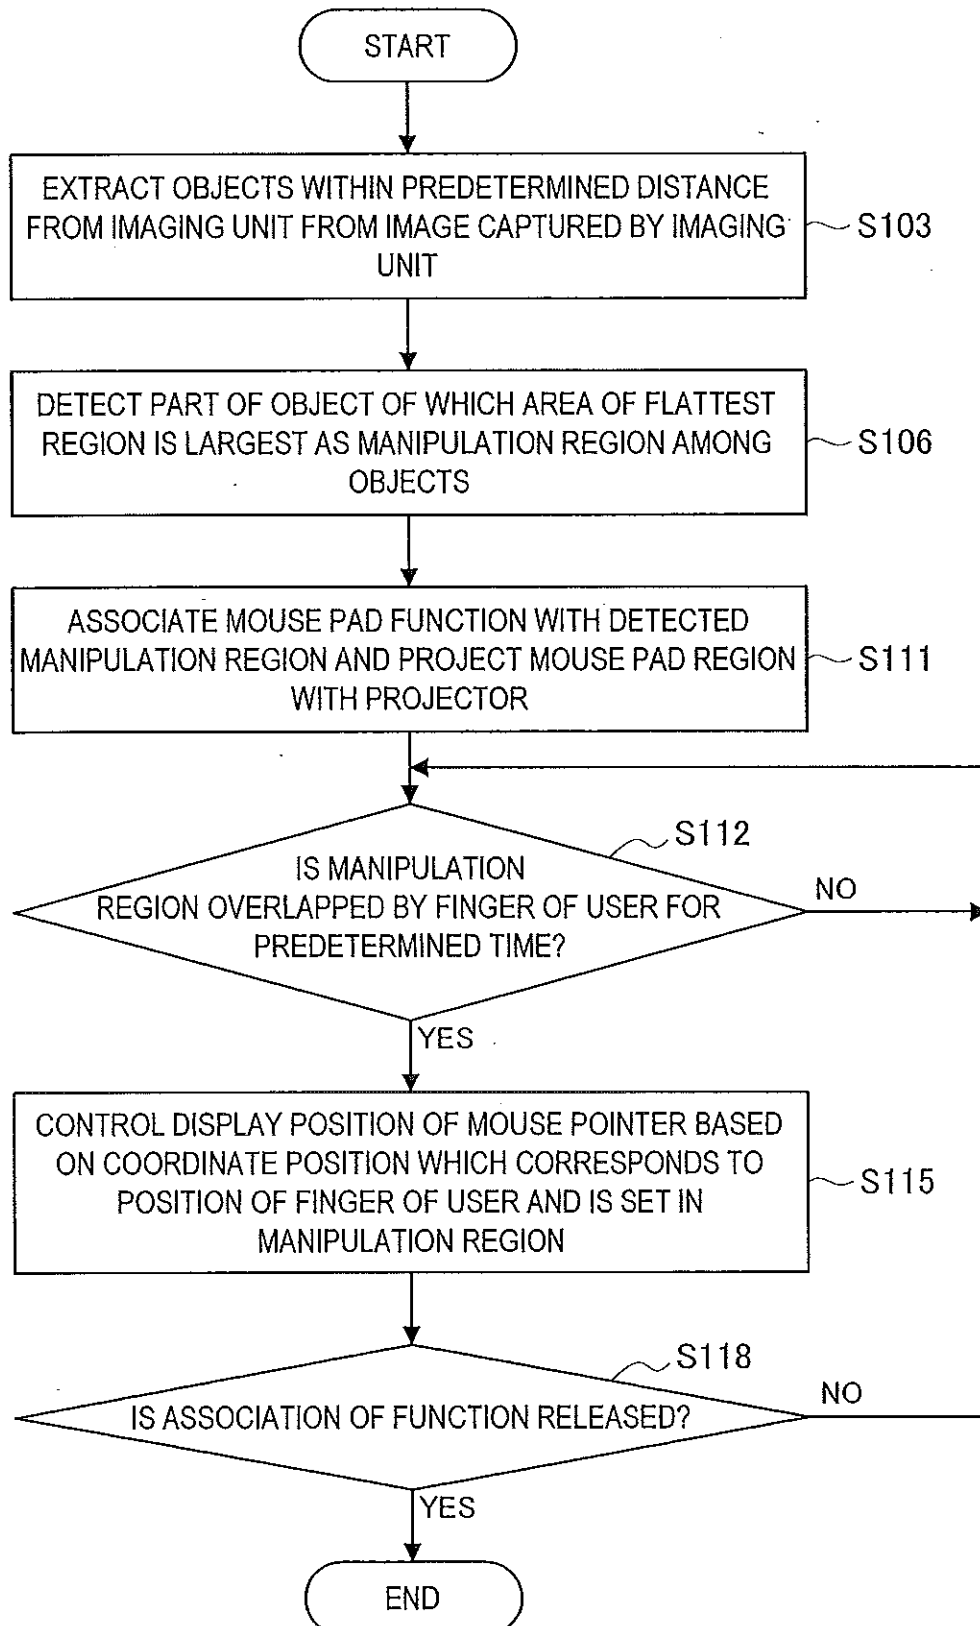 START
EXTRACT OBJECTS WITHIN PREDETERMINED DISTANCE
FROM IMAGING UNIT FROM IMAGE CAPTURED BY IMAGING
UNIT
S103
DETECT PART OF OBJECT OF WHICH AREA OF FLATTEST
REGION IS LARGEST AS MANIPULATION REGION AMONG
OBJECTS
S106
ASSOCIATE MOUSE PAD FUNCTION WITH DETECTED
MANIPULATION REGION AND PROJECT MOUSE PAD REGION
WITH PROJECTOR
S111
S112
IS MANIPULATION
REGION OVERLAPPED BY FINGER OF USER FOR
PREDETERMINED TIME?
NO
YES
CONTROL DISPLAY POSITION OF MOUSE POINTER BASED
ON COORDINATE POSITION WHICH CORRESPONDS TO
POSITION OF FINGER OF USER AND IS SET IN
MANIPULATION REGION
S115
S118
IS ASSOCIATION OF FUNCTION RELEASED?
NO
YES
END